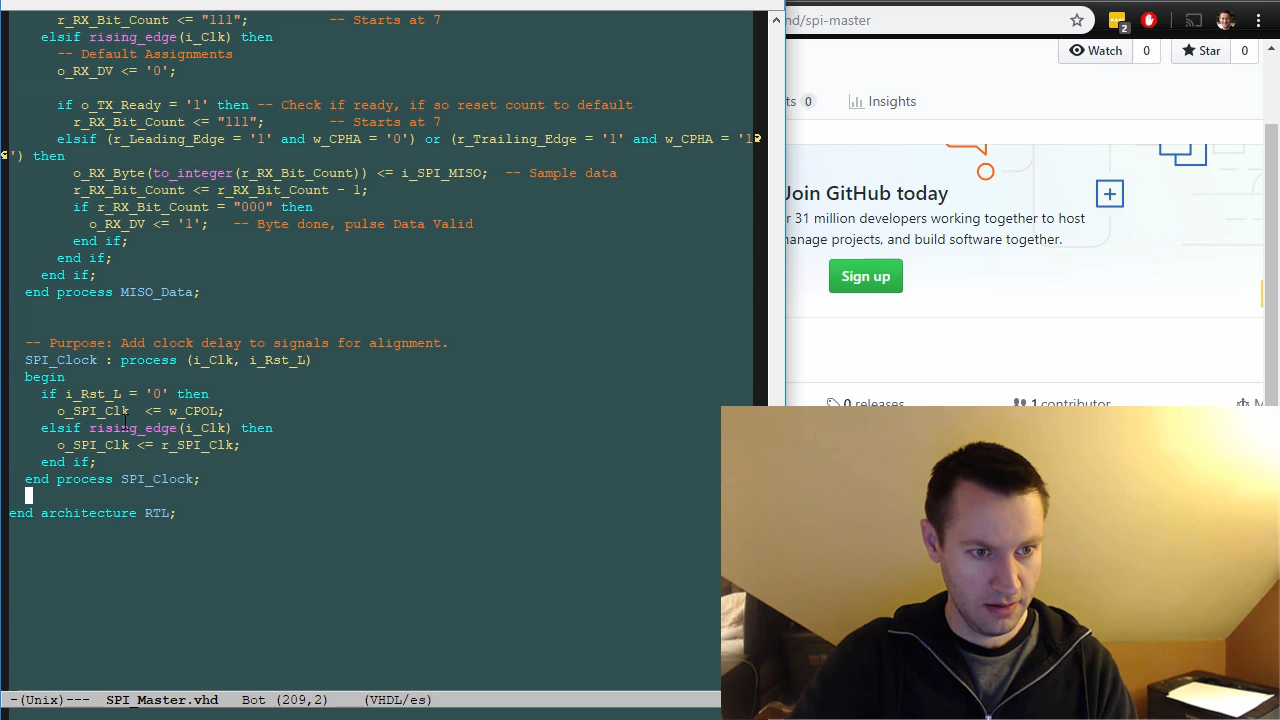 r_RX_Bit_Count <= "111"; -- Starts at 7
elsif rising_edge(i_Clk) then
-- Default Assignments
o_RX_DV <= '0';
if o_TX_Ready = '1' then -- Check if ready, if so reset count to default
r_RX_Bit_Count <= "111"; -- Starts at 7
elsif (r_Leading_Edge = '1' and w_CPHA = '0') or (r_Trailing_Edge = '1' and w_CPHA = '1
') then
o_RX_Byte(to_integer(r_RX_Bit_Count)) <= i_SPI_MISO; -- Sample data
r_RX_Bit_Count <= r_RX_Bit_Count - 1;
if r_RX_Bit_Count = "000" then
o_RX_DV <= '1'; -- Byte done, pulse Data Valid
end if;
end if;
end if;
end process MISO_Data;
-- Purpose: Add clock delay to signals for alignment.
SPI_Clock : process (i_Clk, i_Rst_L)
begin
if i_Rst_L = '0' then
o_SPI_Clk <= w_CPOL;
elsif rising_edge(i_Clk) then
o_SPI_Clk <= r_SPI_Clk;
end if;
end process SPI_Clock;
end architecture RTL;
-(Unix)--- SPI_Master.vhd Bot (209,2) (VHDL/es)
nd/spi-master
2
Watch 0 Star 0
ts 0 Insights
Join GitHub today
r 31 million developers working together to host
manage projects, and build software together.
Sign up
0 releases 1 contributor M